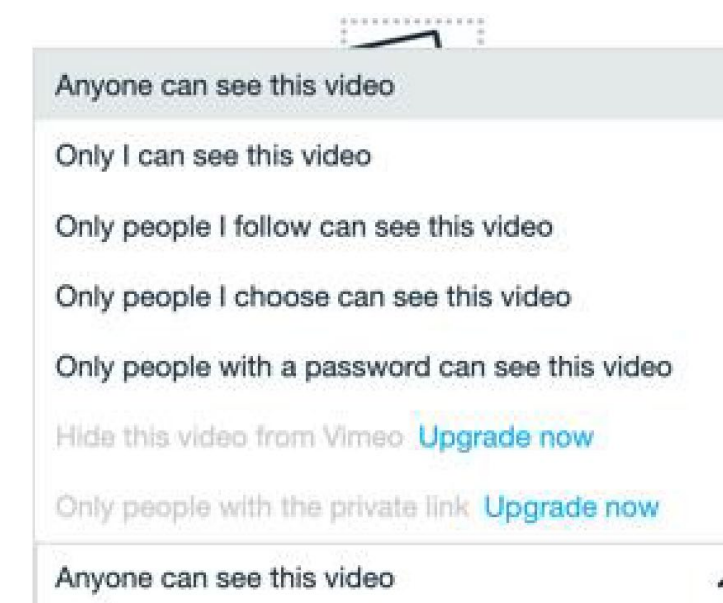 Anyone can see this video
Only I can see this video
Only people I follow can see this video
Only people I choose can see this video
Only people with a password can see this video
Hide this video from Vimeo Upgrade now
Only people with the private link Upgrade now
Anyone can see this video